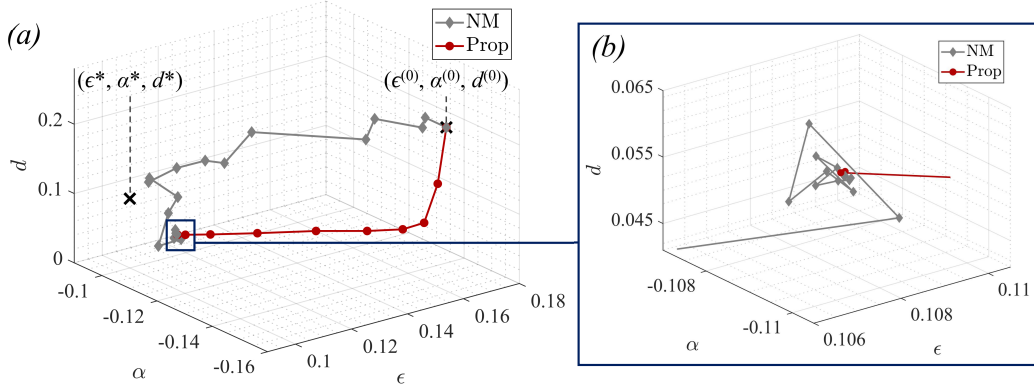 (a)
NM
Prop
(ϵ*, α*, d*)
(ϵ(0), α(0), d(0))
0.2
0.1
0
d
-0.1
-0.12
-0.14
-0.16
α
0.1
0.12
0.14
0.16
0.18
ϵ
(b)
NM
Prop
0.065
0.055
0.045
d
-0.108
-0.11
α
0.106
0.108
0.11
ϵ